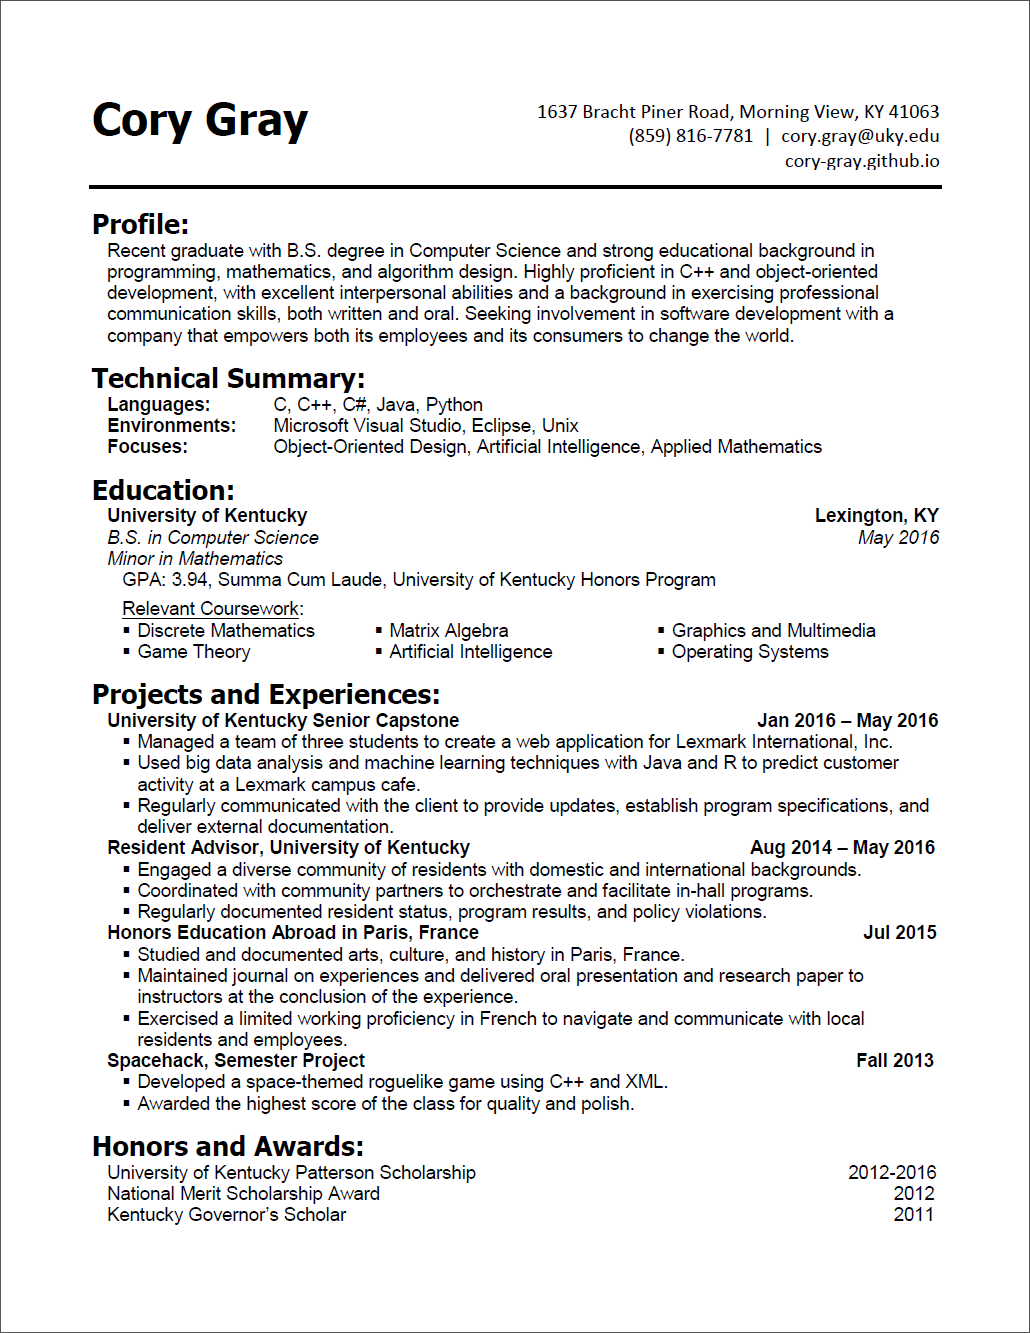 Cory Gray
1637 Bracht Piner Road, Morning View, KY 41063
(859) 816-7781 | cory.gray@uky.edu
cory-gray.github.io
Profile:
Recent graduate with B.S. degree in Computer Science and strong educational background in
programming, mathematics, and algorithm design. Highly proficient in C++ and object-oriented
development, with excellent interpersonal abilities and a background in exercising professional
communication skills, both written and oral. Seeking involvement in software development with a
company that empowers both its employees and its consumers to change the world.
Technical Summary:
Languages: C, C++, C#, Java, Python
Environments: Microsoft Visual Studio, Eclipse, Unix
Focuses: Object-Oriented Design, Artificial Intelligence, Applied Mathematics
Education:
University of Kentucky Lexington, KY
B.S. in Computer Science May 2016
Minor in Mathematics
GPA: 3.94, Summa Cum Laude, University of Kentucky Honors Program
Relevant Coursework:
▪ Discrete Mathematics ▪ Matrix Algebra ▪ Graphics and Multimedia
▪ Game Theory ▪ Artificial Intelligence ▪ Operating Systems
Projects and Experiences:
University of Kentucky Senior Capstone Jan 2016 – May 2016
▪ Managed a team of three students to create a web application for Lexmark International, Inc.
▪ Used big data analysis and machine learning techniques with Java and R to predict customer
activity at a Lexmark campus cafe.
▪ Regularly communicated with the client to provide updates, establish program specifications, and
deliver external documentation.
Resident Advisor, University of Kentucky Aug 2014 – May 2016
▪ Engaged a diverse community of residents with domestic and international backgrounds.
▪ Coordinated with community partners to orchestrate and facilitate in-hall programs.
▪ Regularly documented resident status, program results, and policy violations.
Honors Education Abroad in Paris, France Jul 2015
▪ Studied and documented arts, culture, and history in Paris, France.
▪ Maintained journal on experiences and delivered oral presentation and research paper to
instructors at the conclusion of the experience.
▪ Exercised a limited working proficiency in French to navigate and communicate with local
residents and employees.
Spacehack, Semester Project Fall 2013
▪ Developed a space-themed roguelike game using C++ and XML.
▪ Awarded the highest score of the class for quality and polish.
Honors and Awards:
University of Kentucky Patterson Scholarship 2012-2016
National Merit Scholarship Award 2012
Kentucky Governor's Scholar 2011